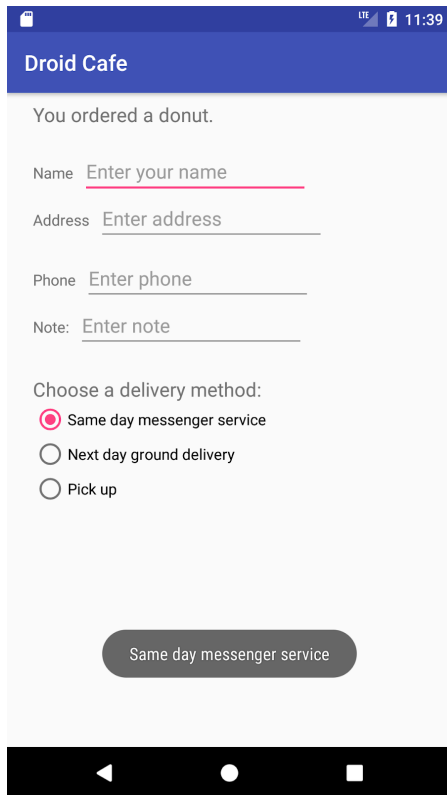 LTE 11:39
Droid Cafe
You ordered a donut.
Name Enter your name
Address Enter address
Phone Enter phone
Note: Enter note
Choose a delivery method:
Same day messenger service
Next day ground delivery
Pick up
Same day messenger service